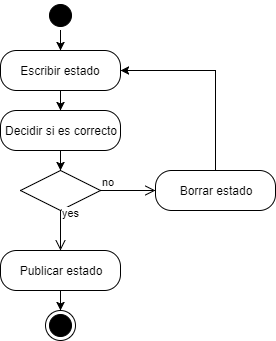 Escribir estado
Decidir si es correcto
no
Borrar estado
yes
Publicar estado